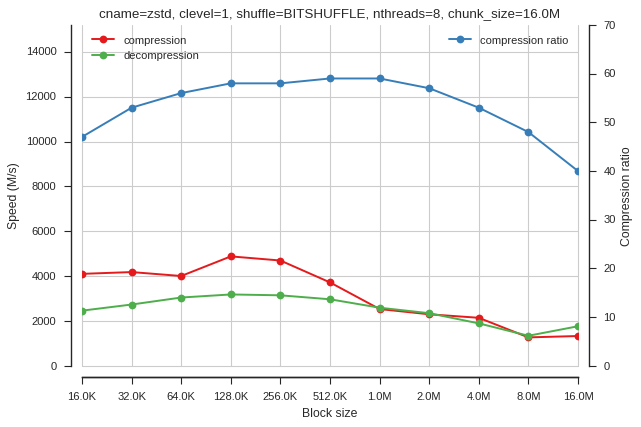 cname=zstd, clevel=1, shuffle=BITSHUFFLE, nthreads=8, chunk_size=16.0M
compression
decompression
compression ratio
Speed (M/s)
14000
12000
10000
8000
6000
4000
2000
0
70
60
50
40
30
20
10
0
Compression ratio
16.0K 32.0K 64.0K 128.0K 256.0K 512.0K 1.0M 2.0M 4.0M 8.0M 16.0M
Block size